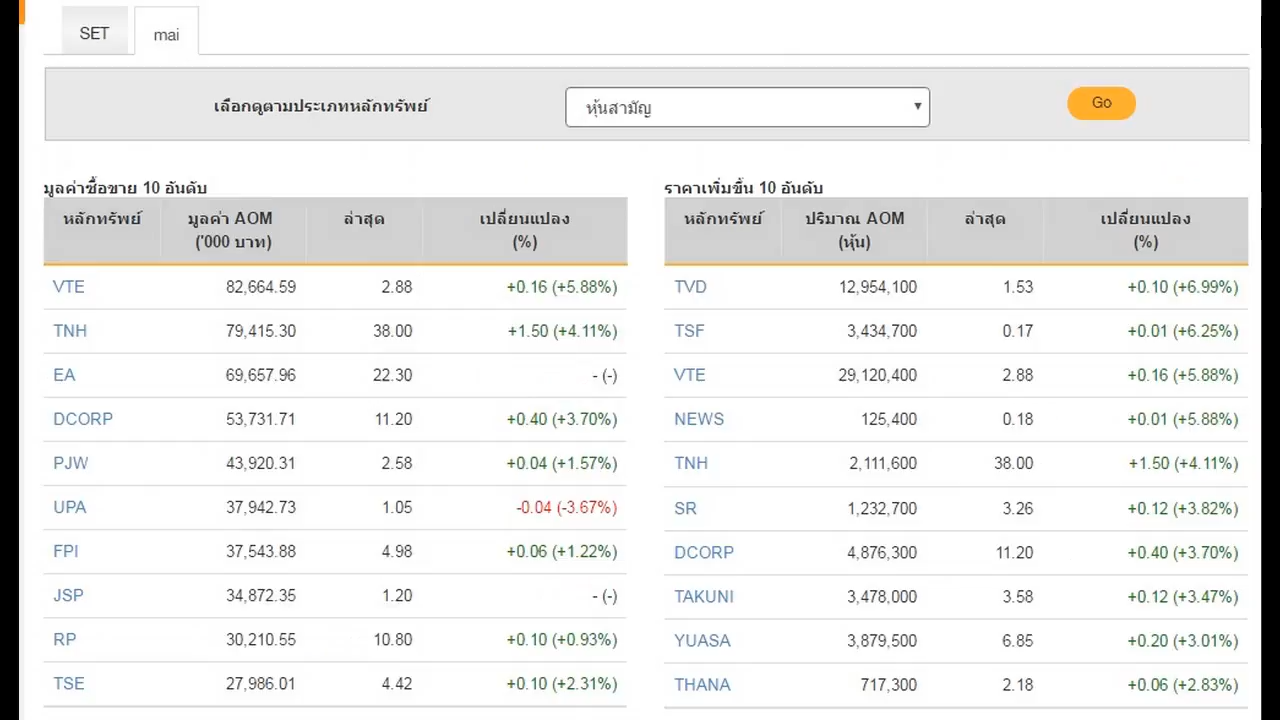 SET
mai
เลือกดูตามประเภทหลักทรัพย์
หุ้นสามัญ
Go
มูลค่าซื้อขาย 10 อันดับ
หลักทรัพย์ มูลค่า AOM ล่าสุด เปลี่ยนแปลง
('000 บาท) (%)
VTE 82,664.59 2.88 +0.16 (+5.88%)
TNH 79,415.30 38.00 +1.50 (+4.11%)
EA 69,657.96 22.30 - (-)
DCORP 53,731.71 11.20 +0.40 (+3.70%)
PJW 43,920.31 2.58 +0.04 (+1.57%)
UPA 37,942.73 1.05 -0.04 (-3.67%)
FPI 37,543.88 4.98 +0.06 (+1.22%)
JSP 34,872.35 1.20 - (-)
RP 30,210.55 10.80 +0.10 (+0.93%)
TSE 27,986.01 4.42 +0.10 (+2.31%)
ราคาเพิ่มขึ้น 10 อันดับ
หลักทรัพย์ ปริมาณ AOM ล่าสุด เปลี่ยนแปลง
(หุ้น) (%)
TVD 12,954,100 1.53 +0.10 (+6.99%)
TSF 3,434,700 0.17 +0.01 (+6.25%)
VTE 29,120,400 2.88 +0.16 (+5.88%)
NEWS 125,400 0.18 +0.01 (+5.88%)
TNH 2,111,600 38.00 +1.50 (+4.11%)
SR 1,232,700 3.26 +0.12 (+3.82%)
DCORP 4,876,300 11.20 +0.40 (+3.70%)
TAKUNI 3,478,000 3.58 +0.12 (+3.47%)
YUASA 3,879,500 6.85 +0.20 (+3.01%)
THANA 717,300 2.18 +0.06 (+2.83%)